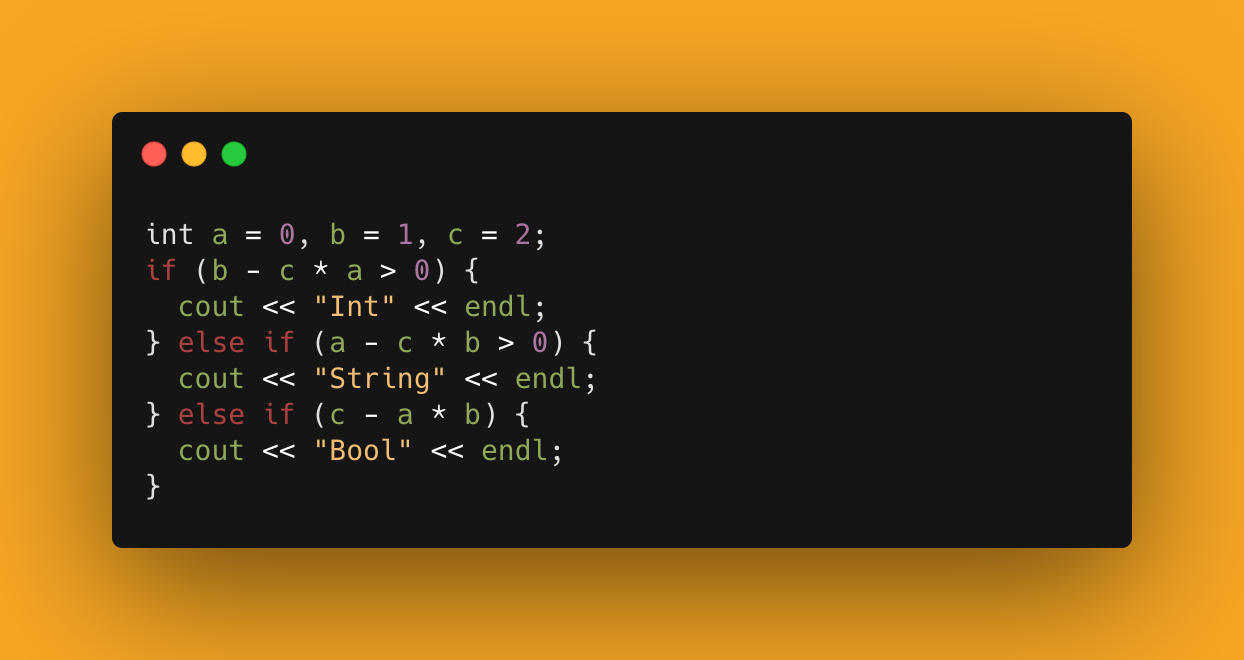 int a = 0, b = 1, c = 2;
if (b - c * a > 0) {
  cout << "Int" << endl;
} else if (a - c * b > 0) {
  cout << "String" << endl;
} else if (c - a * b) {
  cout << "Bool" << endl;
}